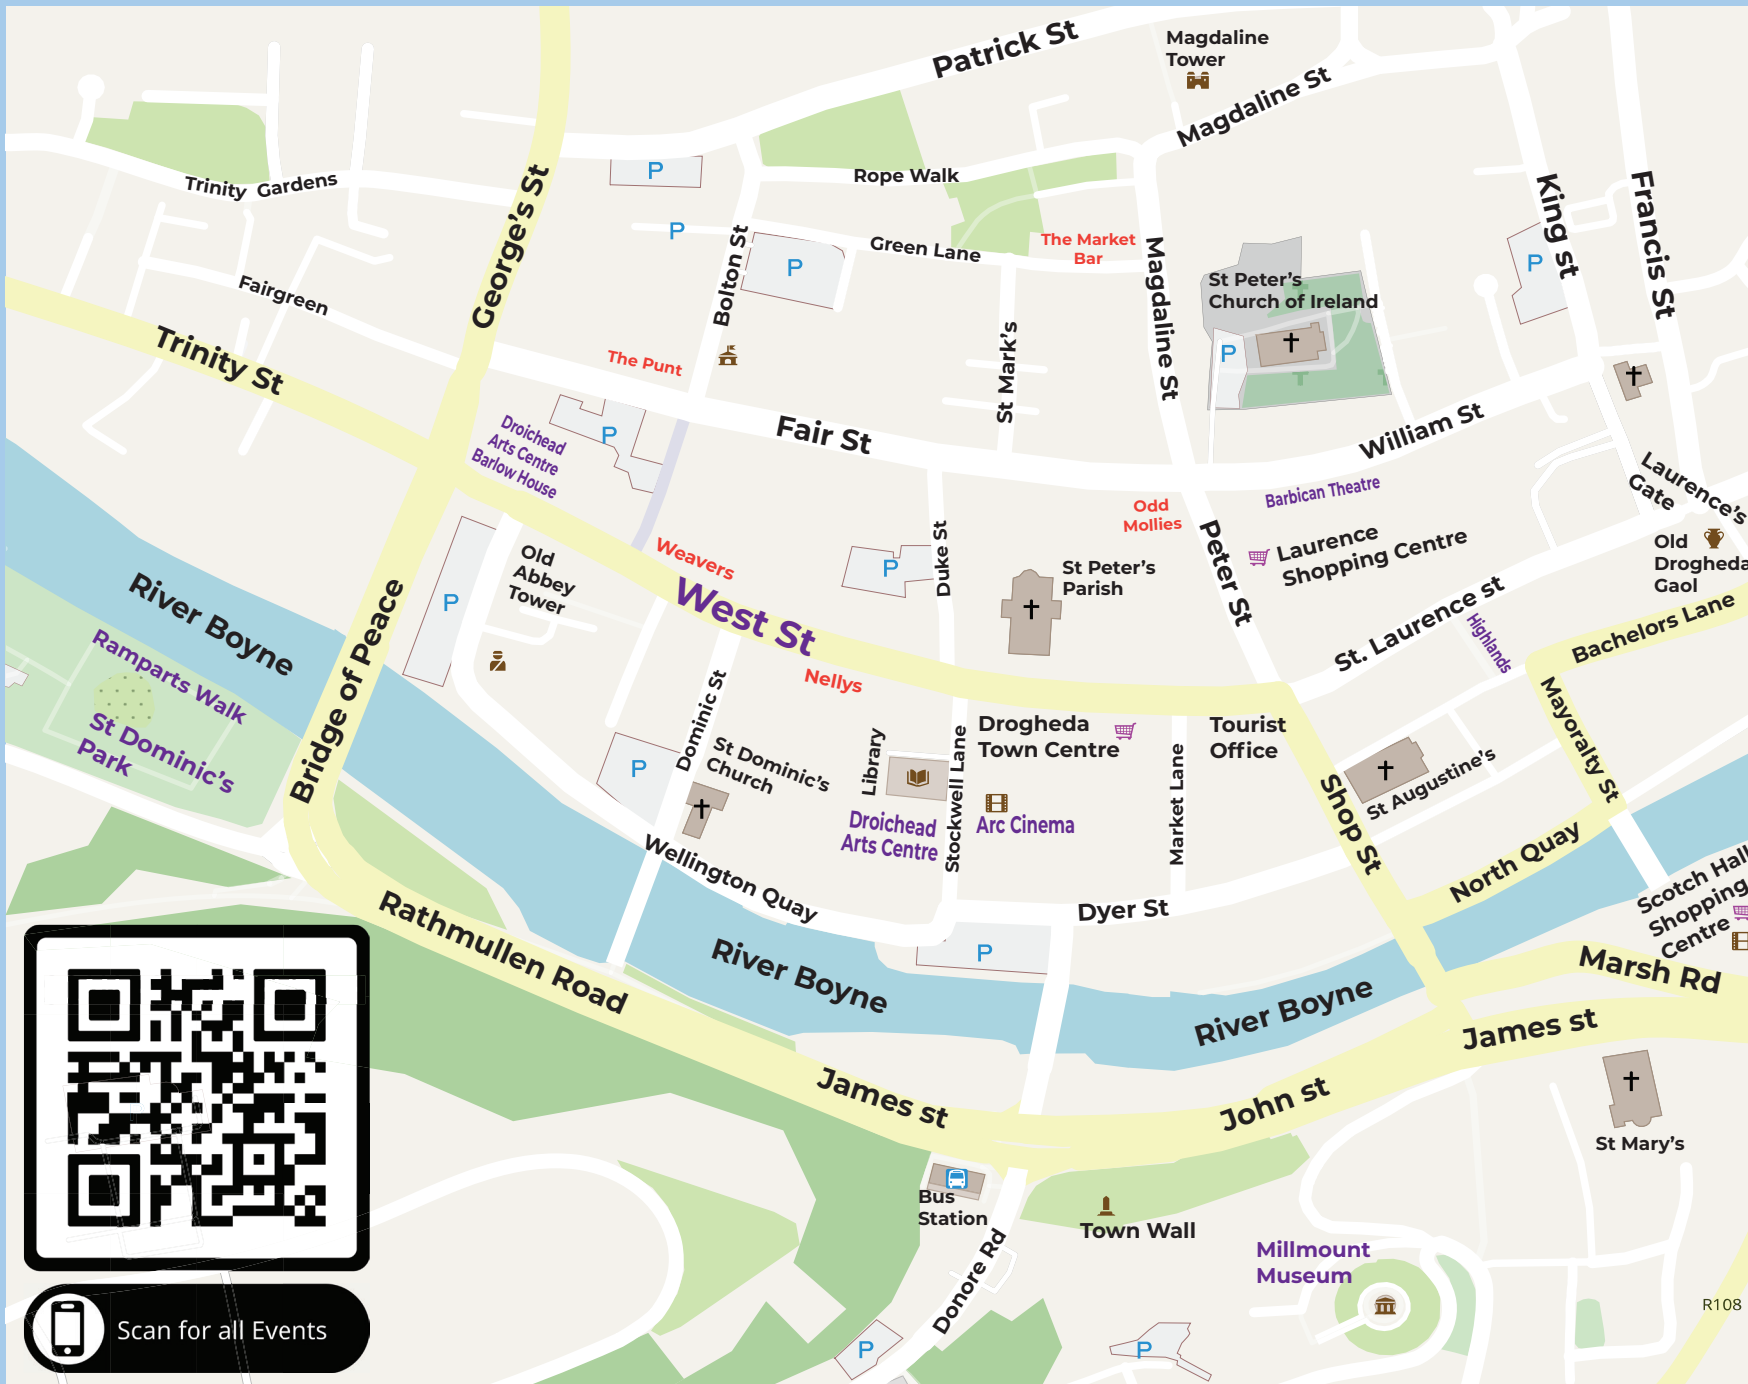 Patrick St
Magdaline
Tower
Magdaline St
P
Trinity Gardens
Rope Walk
King st
Francis St
George's St
P
Bolton St
P
Green Lane
The Market
Bar
Magdaline St
P
St Peter's
Church of Ireland
P
Fairgreen
Trinity St
The Punt
St Mark's
Fair St
William St
P
Droichead
Arts Centre
Barlow House
Laurence's
Gate
Barbican Theatre
Odd
Mollies
Peter St
Laurence
Shopping Centre
Old
Drogheda
Gaol
Weavers
Duke St
P
St Peter's
Parish
Old
Abbey
Tower
P
West St
River Boyne
Bridge of Peace
Ramparts Walk
St Dominic's
Park
St. Laurence st
Highlands
Bachelors Lane
Nellys
Dominic St
Mayoralty St
Drogheda
Town Centre
Tourist
Office
Library
Stockwell Lane
Market Lane
P
St Dominic's
Church
St Augustine's
Shop St
Droichead
Arts Centre
Arc Cinema
Wellington Quay
North Quay
Dyer St
Scotch Hall
Shopping
Centre
Rathmullen Road
River Boyne
P
River Boyne
Marsh Rd
James st
James st
John st
St Mary's
Bus
Station
Town Wall
Donore Rd
Millmount
Museum
R108
P
P
Scan for all Events